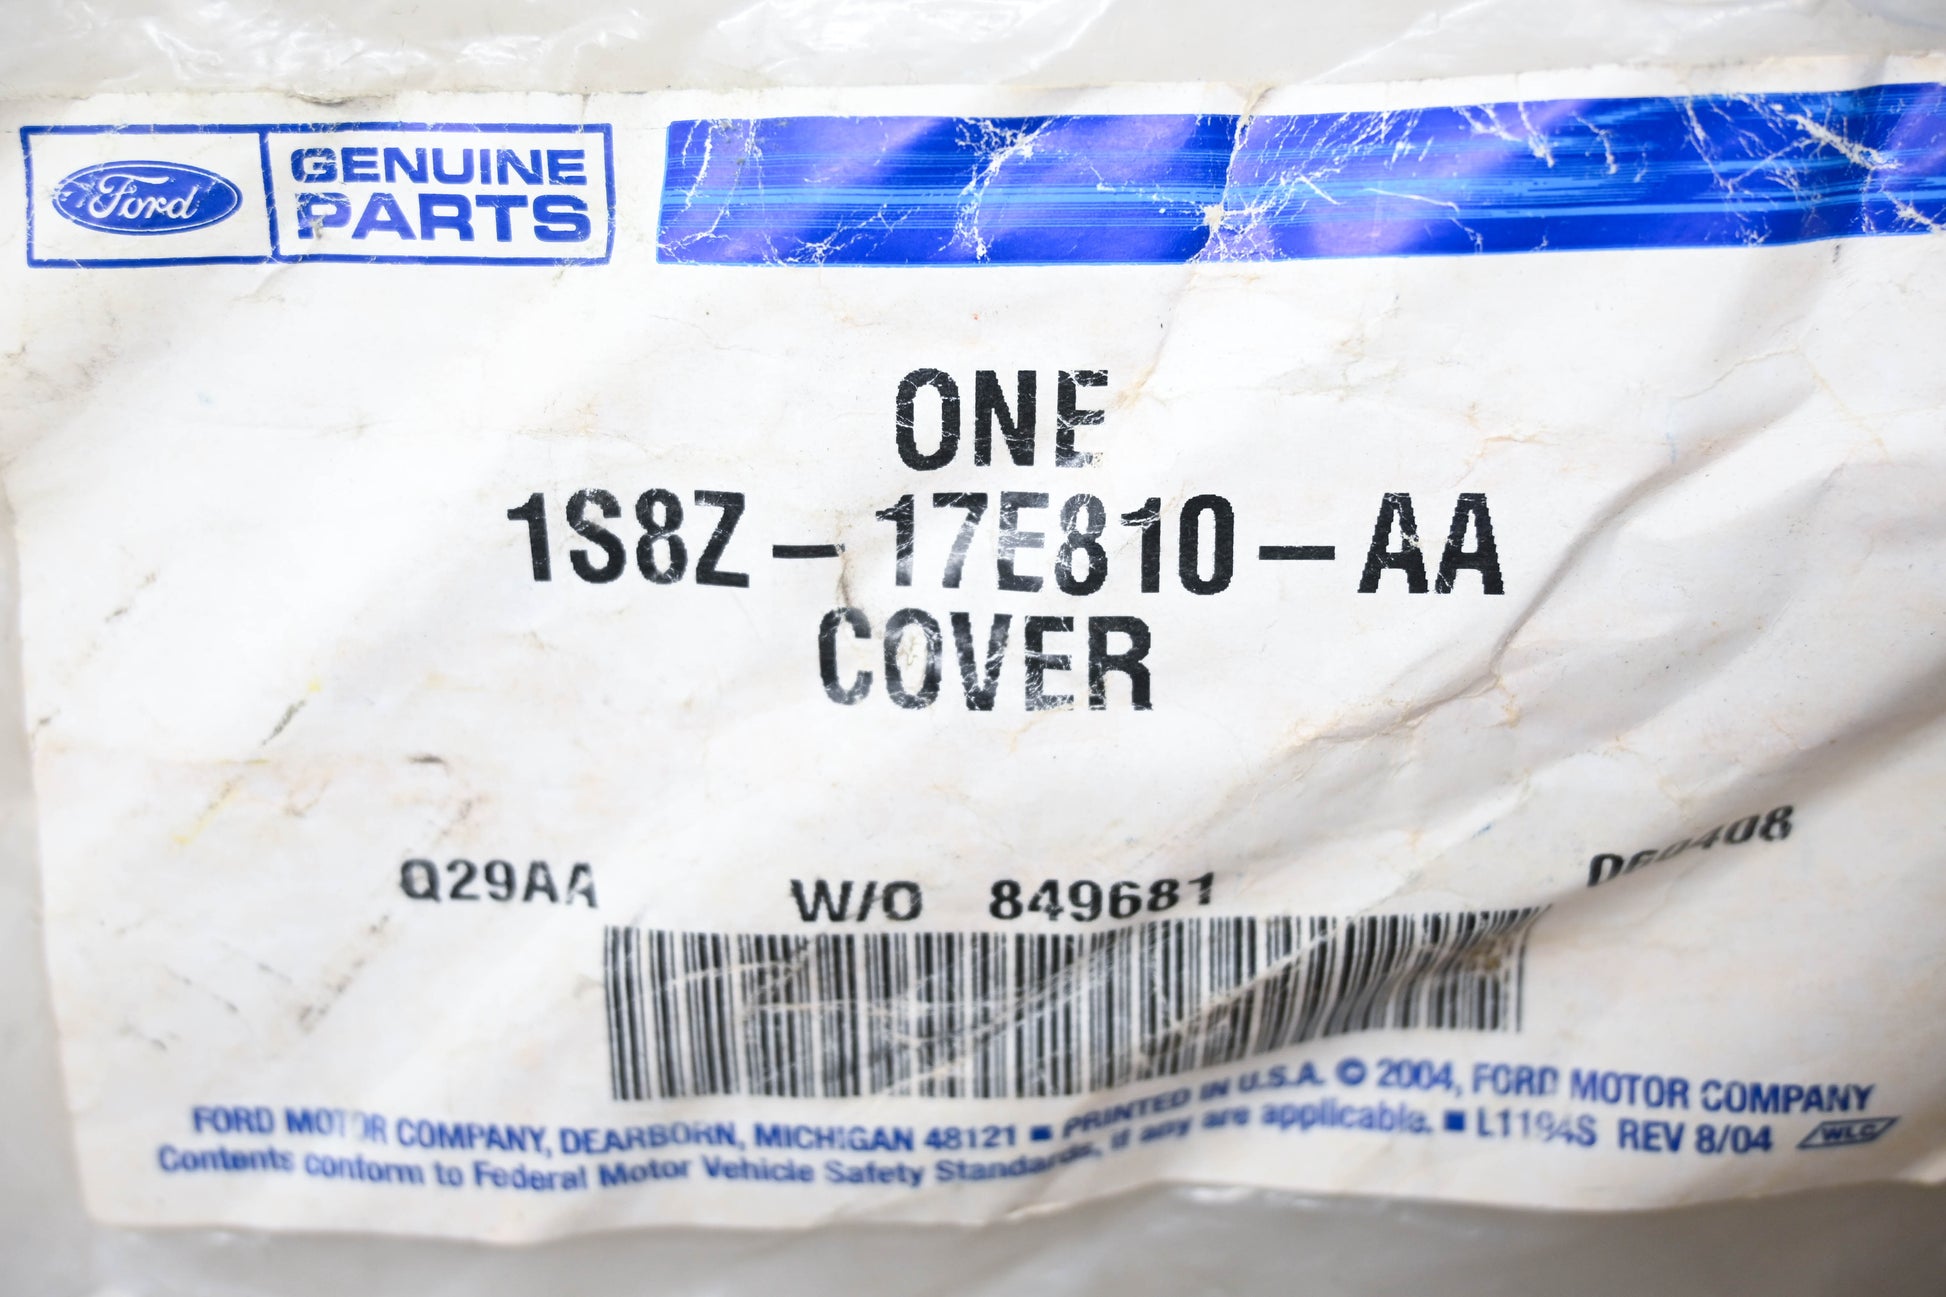 Ford
GENUINE
PARTS
ONE
1S8Z-17E810-AA
COVER
Q29AA W/O 849681 D60408
FORD MOTOR COMPANY, DEARBORN, MICHIGAN 48121 ■ PRINTED IN U.S.A. © 2004, FORD MOTOR COMPANY
Contents conform to Federal Motor Vehicle Safety Standards, if any are applicable. ■ L1194S REV 8/04 WLC